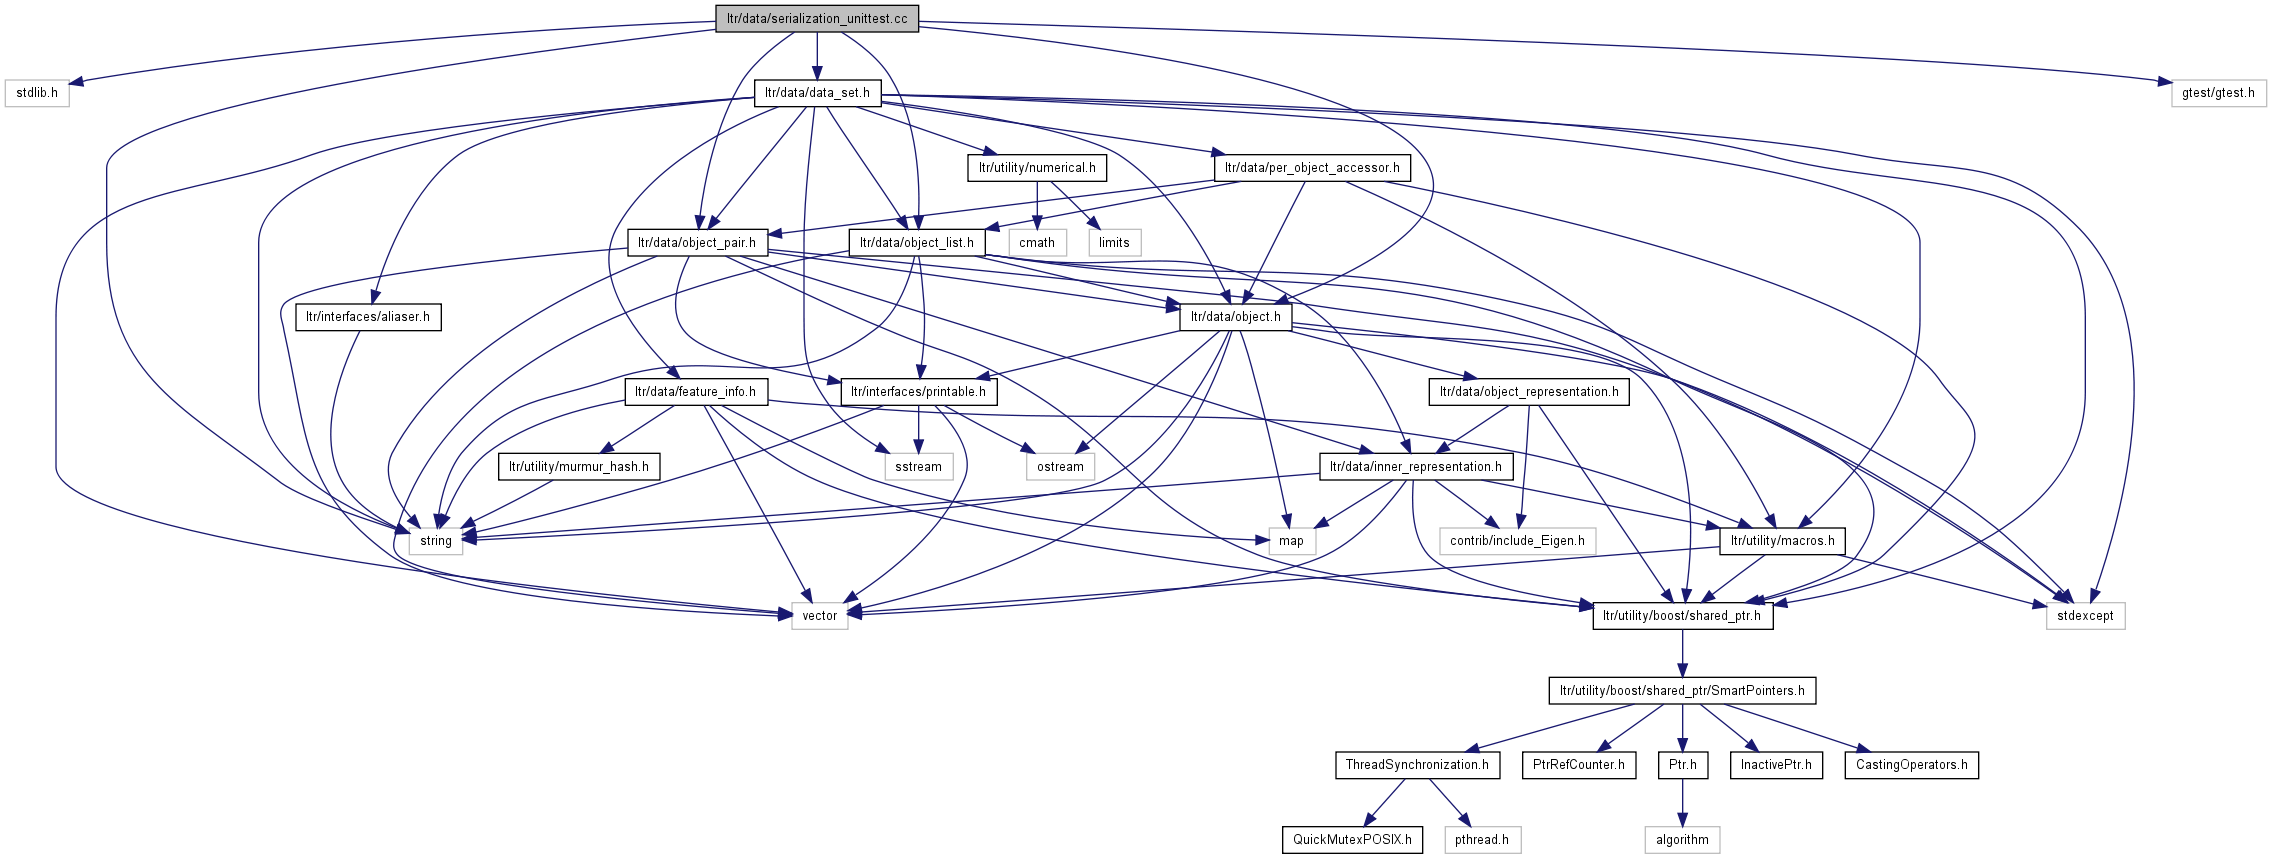 ltr/data/serialization_unittest.cc
stdlib.h
ltr/data/data_set.h
gtest/gtest.h
ltr/utility/numerical.h
ltr/data/per_object_accessor.h
ltr/data/object_pair.h
ltr/data/object_list.h
cmath
limits
ltr/interfaces/aliaser.h
ltr/data/object.h
ltr/data/feature_info.h
ltr/interfaces/printable.h
ltr/data/object_representation.h
ltr/utility/murmur_hash.h
sstream
ostream
ltr/data/inner_representation.h
string
map
contrib/include_Eigen.h
ltr/utility/macros.h
vector
ltr/utility/boost/shared_ptr.h
stdexcept
ltr/utility/boost/shared_ptr/SmartPointers.h
ThreadSynchronization.h
PtrRefCounter.h
Ptr.h
InactivePtr.h
CastingOperators.h
QuickMutexPOSIX.h
pthread.h
algorithm